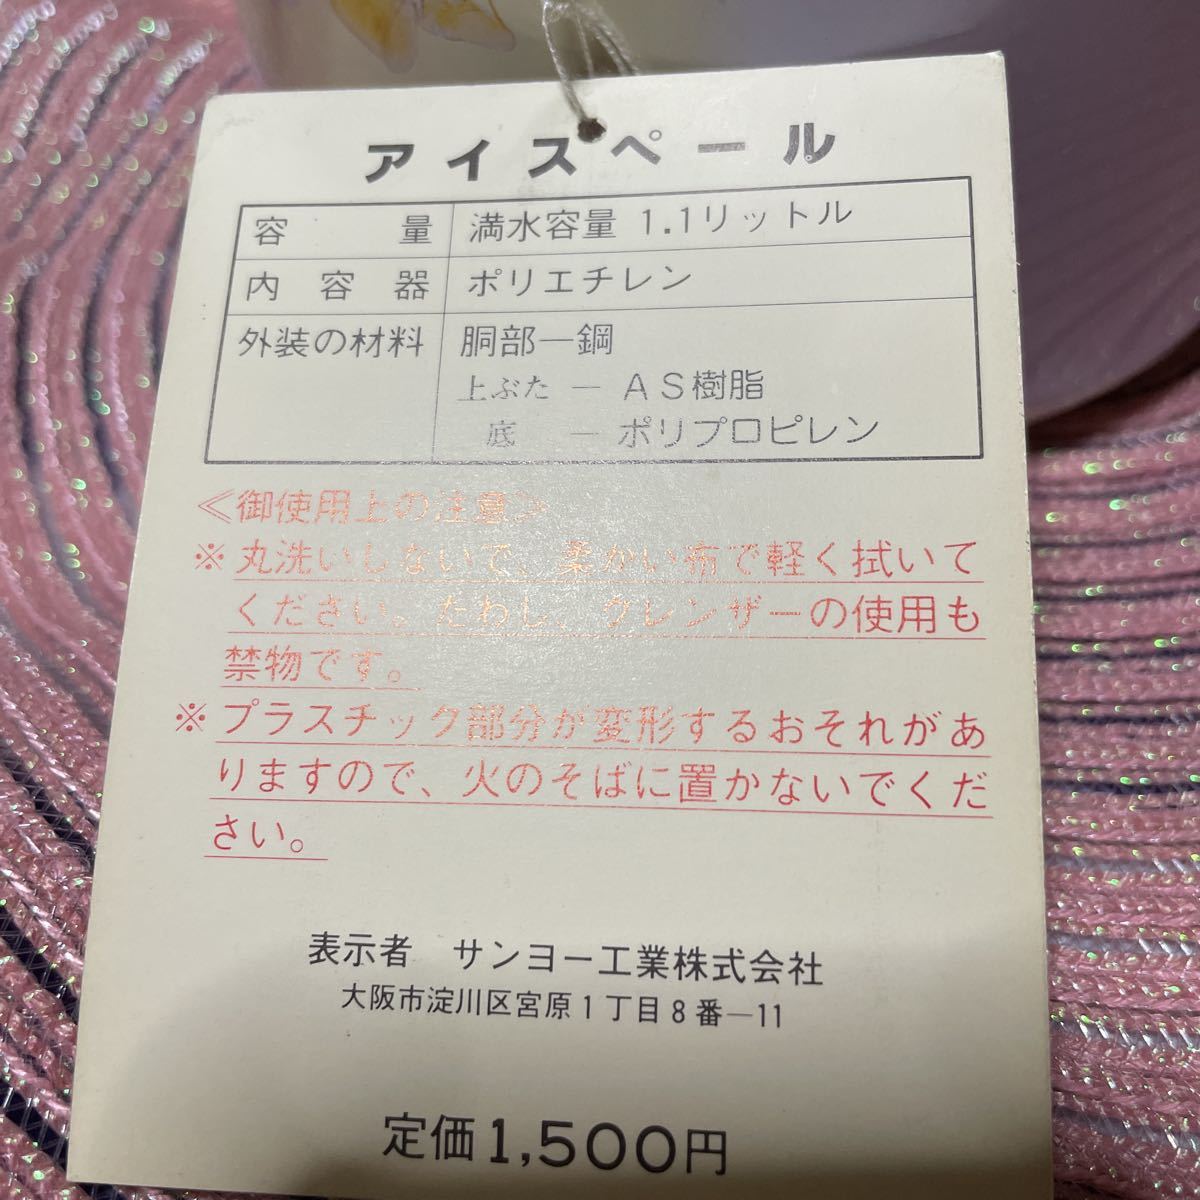 アイスペール
容量 満水容量 1.1リットル
内容器 ポリエチレン
外装の材料 胴部―鋼
上ぶた ― AS樹脂
底 ― ポリプロピレン
≪御使用上の注意≫
※丸洗いしないで、柔かい布で軽く拭いて
ください。たわし、クレンザーの使用も
禁物です。
※プラスチック部分が変形するおそれがあ
りますので、火のそばに置かないでくだ
さい。
表示者 サンヨー工業株式会社
大阪市淀川区宮原1丁目8番―11
定価1,500円